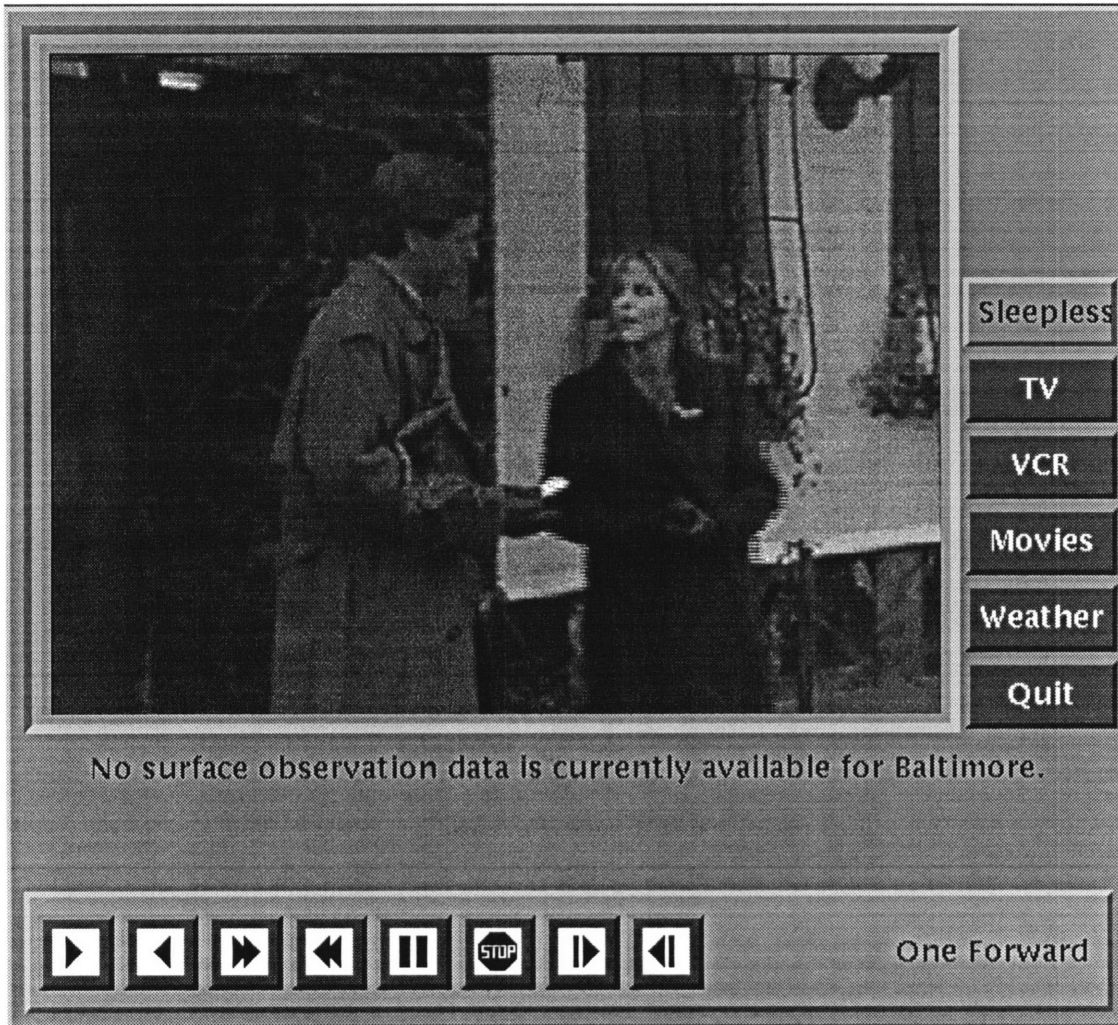 Sleepless
TV
VCR
Movies
Weather
Quit
No surface observation data is currently available for Baltimore.
STOP
One Forward